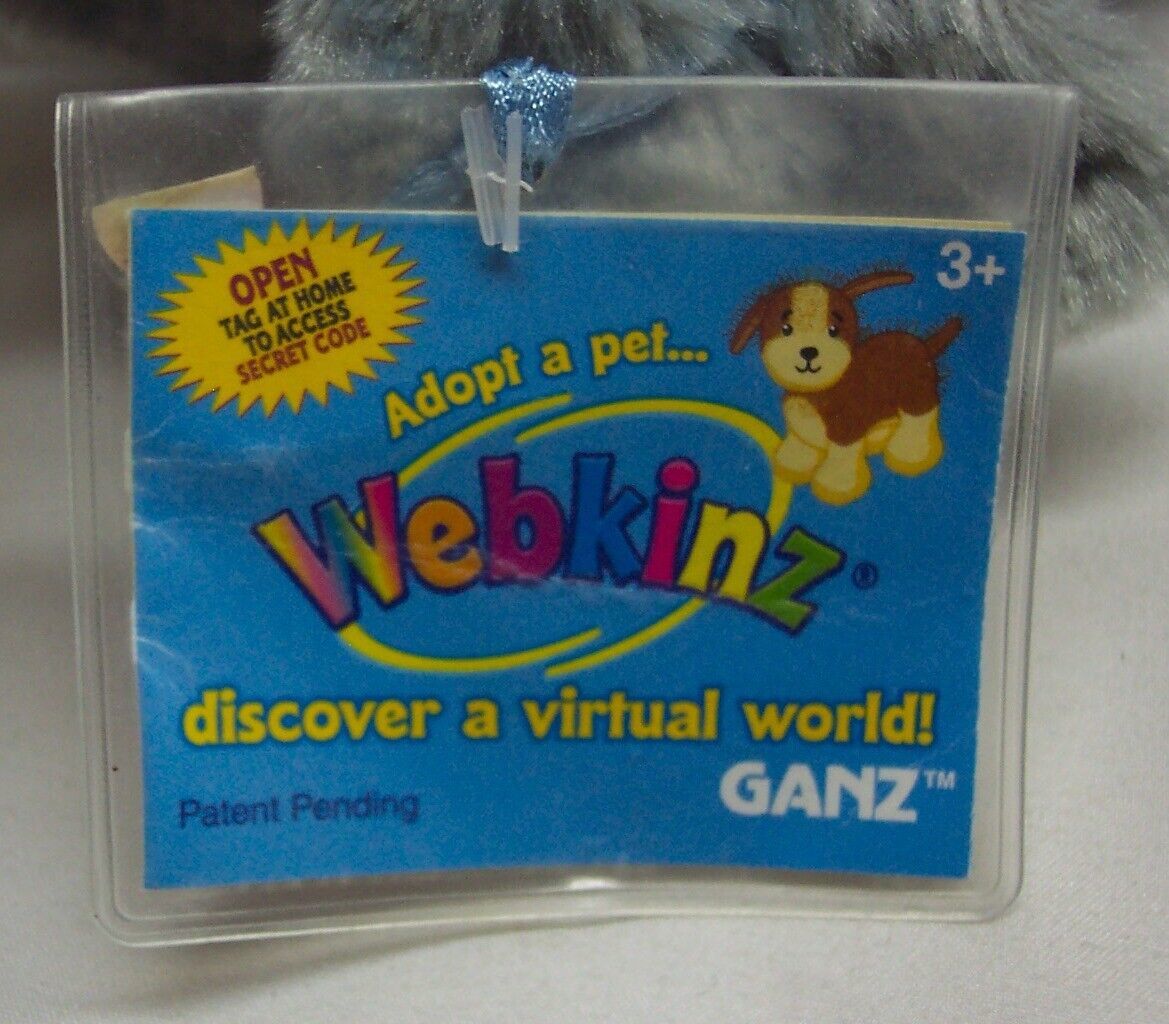 OPEN
TAG AT HOME
TO ACCESS
SECRET CODE
3+
Adopt a pet...
Webkinz®
discover a virtual world!
GANZ™
Patent Pending